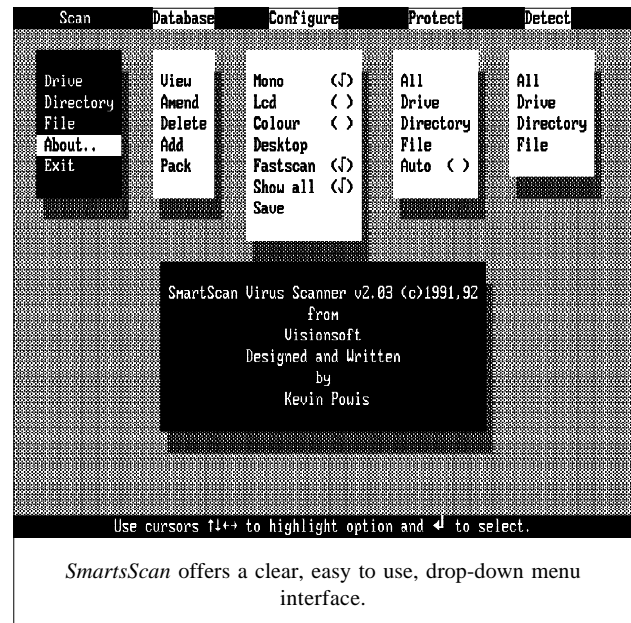 Scan Database Configure Protect Detect
Drive
Directory
File
About..
Exit
View
Amend
Delete
Add
Pack
Mono (√)
Lcd ( )
Colour ( )
Desktop
Fastscan (√)
Show all (√)
Save
All
Drive
Directory
File
Auto ( )
All
Drive
Directory
File
SmartScan Virus Scanner v2.03 (c)1991,92
from
Visionsoft
Designed and Written
by
Kevin Powis
Use cursors ↑↓←→ to highlight option and ↵ to select.
SmartsScan offers a clear, easy to use, drop-down menu
interface.